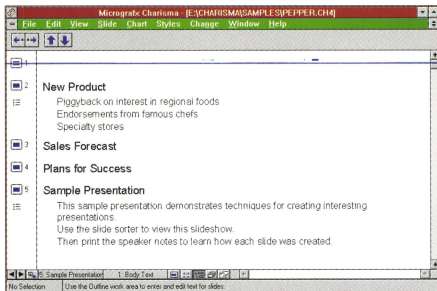 Micrografx Charisma - [E:\CHARISMA\SAMPLES\PEPPER.CH4]
File Edit View Slide Chart Styles Change Window Help
1
2 New Product
Piggyback on interest in regional foods
Endorsements from famous chefs
Specialty stores
3 Sales Forecast
4 Plans for Success
5 Sample Presentation
This sample presentation demonstrates techniques for creating interesting
presentations.
Use the slide sorter to view this slideshow.
Then print the speaker notes to learn how each slide was created.
5: Sample Presentation 1: Body Text
No Selection Use the Outline work area to enter and edit text for slides.